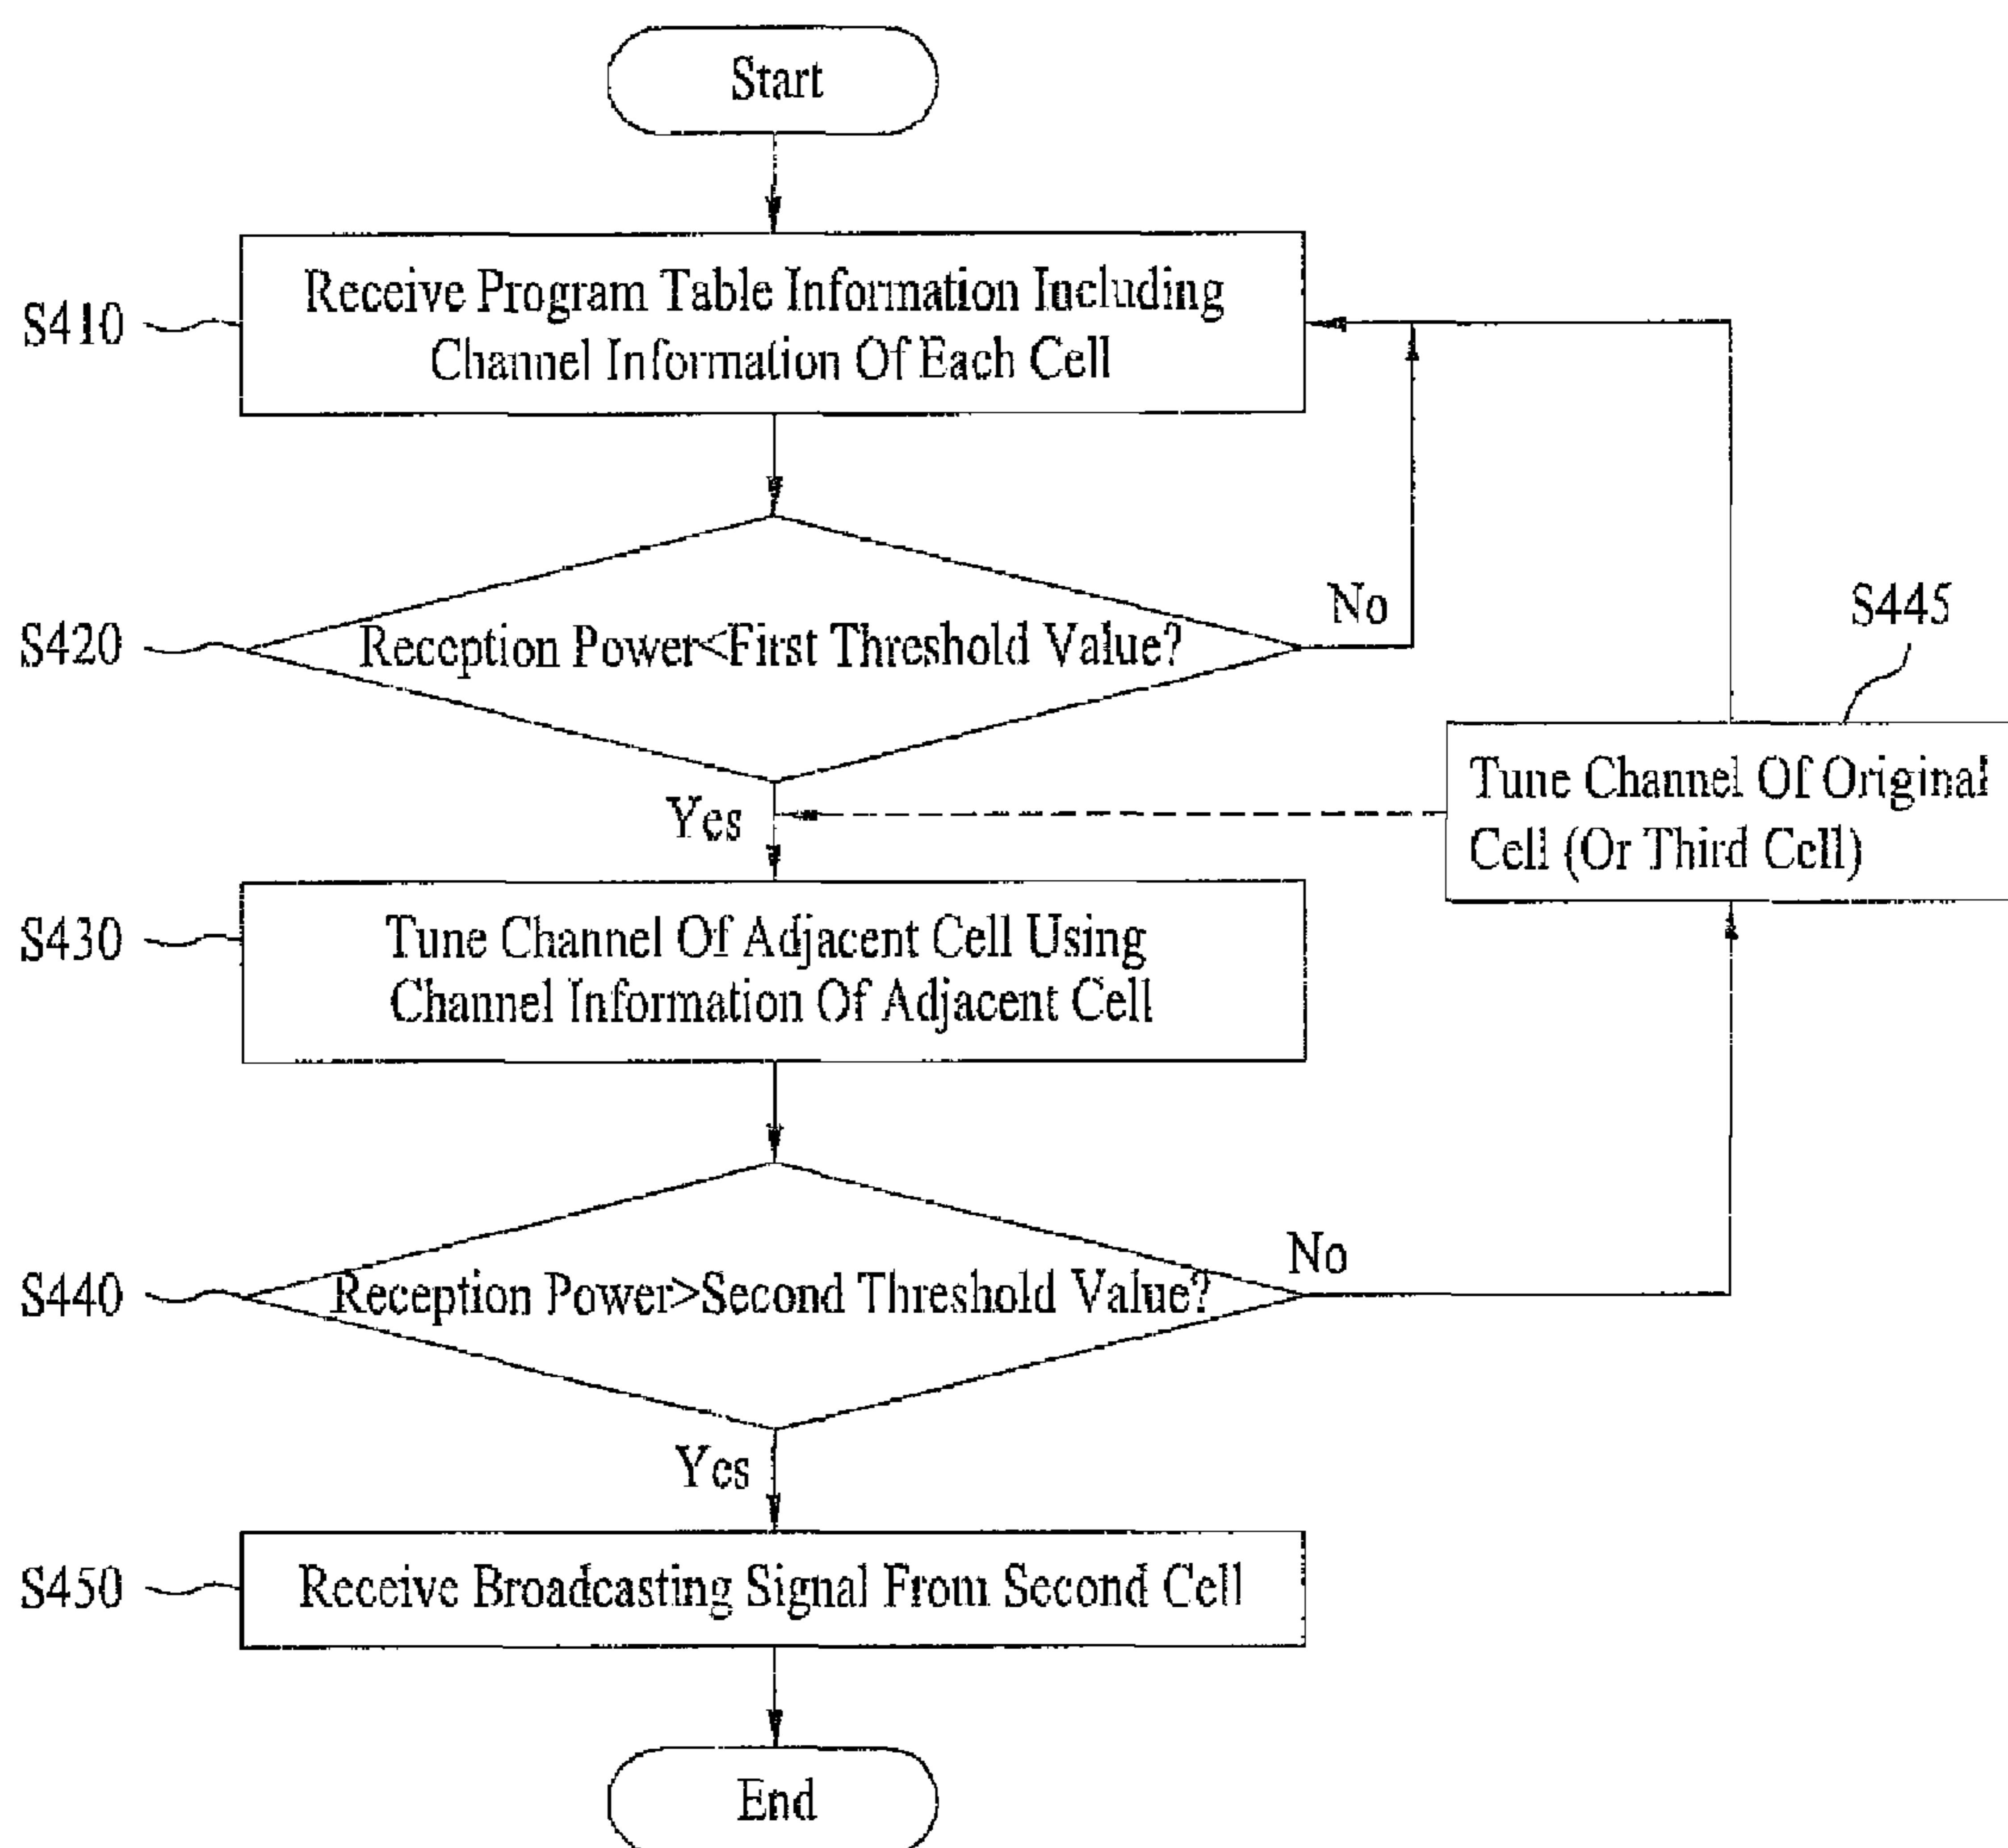 Start
S410
Receive Program Table Information Including
Channel Information Of Each Cell
S420
Reception Power<First Threshold Value?
No
S445
Tune Channel Of Original
Cell (Or Third Cell)
Yes
S430
Tune Channel Of Adjacent Cell Using
Channel Information Of Adjacent Cell
S440
Reception Power>Second Threshold Value?
No
Yes
S450
Receive Broadcasting Signal From Second Cell
End